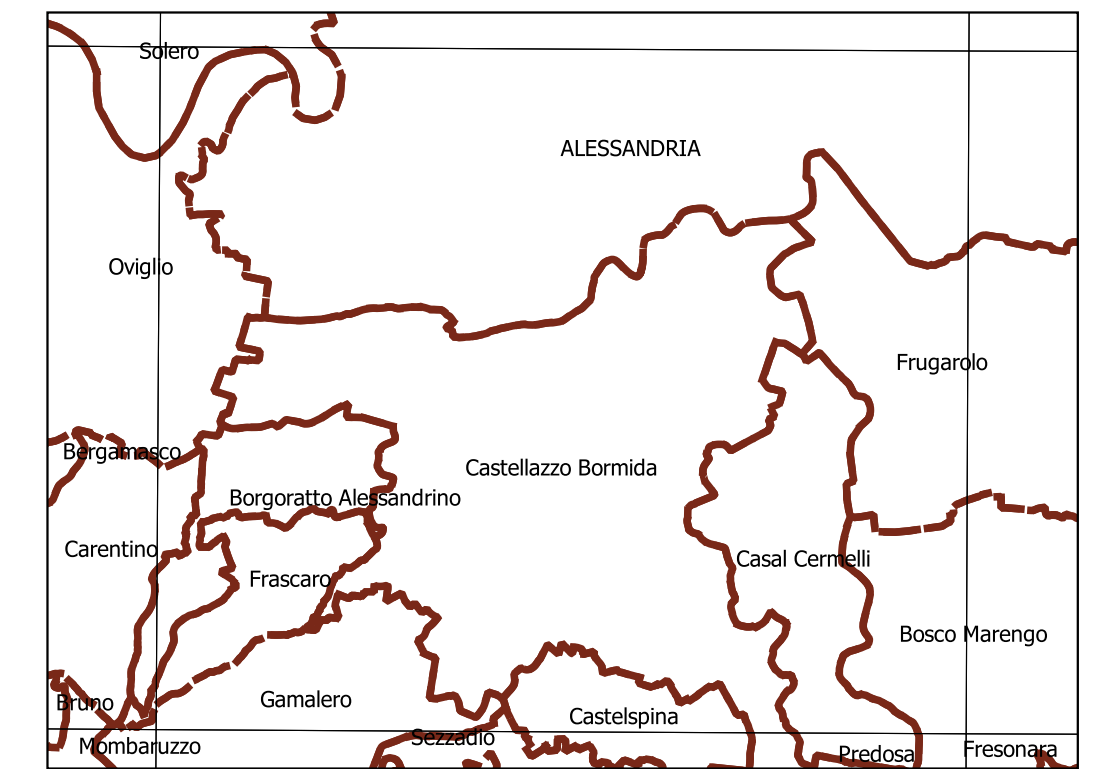 Solero
ALESSANDRIA
Oviglio
Frugarolo
Bergamasco
Castellazzo Bormida
Borgoratto Alessandrino
Carentino
Casal Cermelli
Frascaro
Bosco Marengo
Gamalero
Bruno
Castelspina
Sezzadio
Mombaruzzo
Fresonara
Predosa